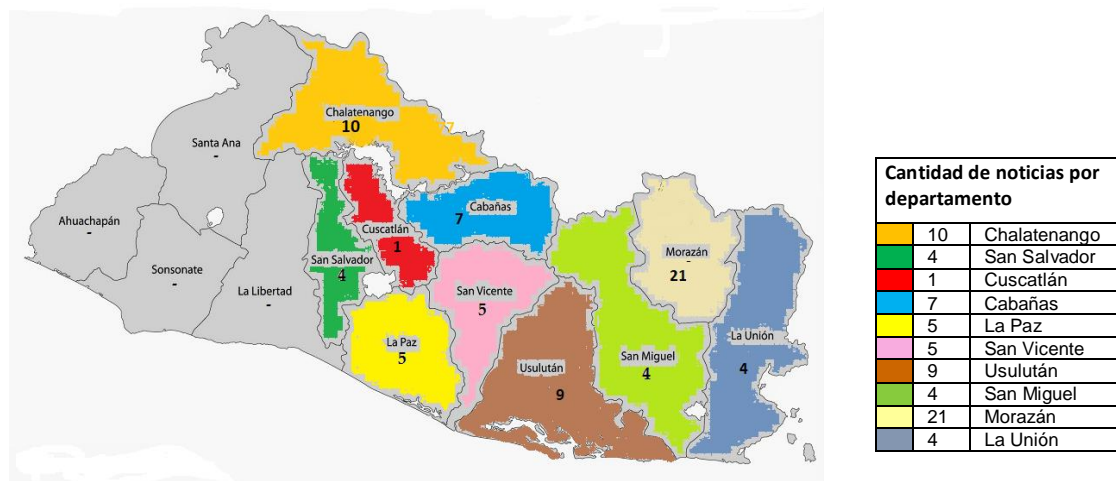 Chalatenango
10
Santa Ana
-
Ahuachapán
-
Sonsonate
-
La Libertad
-
San Salvador
4
Cuscatlán
1
Cabañas
7
La Paz
5
San Vicente
5
Usulután
9
San Miguel
4
Morazán
-
21
La Unión
4
Cantidad de noticias por
departamento
10 Chalatenango
4 San Salvador
1 Cuscatlán
7 Cabañas
5 La Paz
5 San Vicente
9 Usulután
4 San Miguel
21 Morazán
4 La Unión